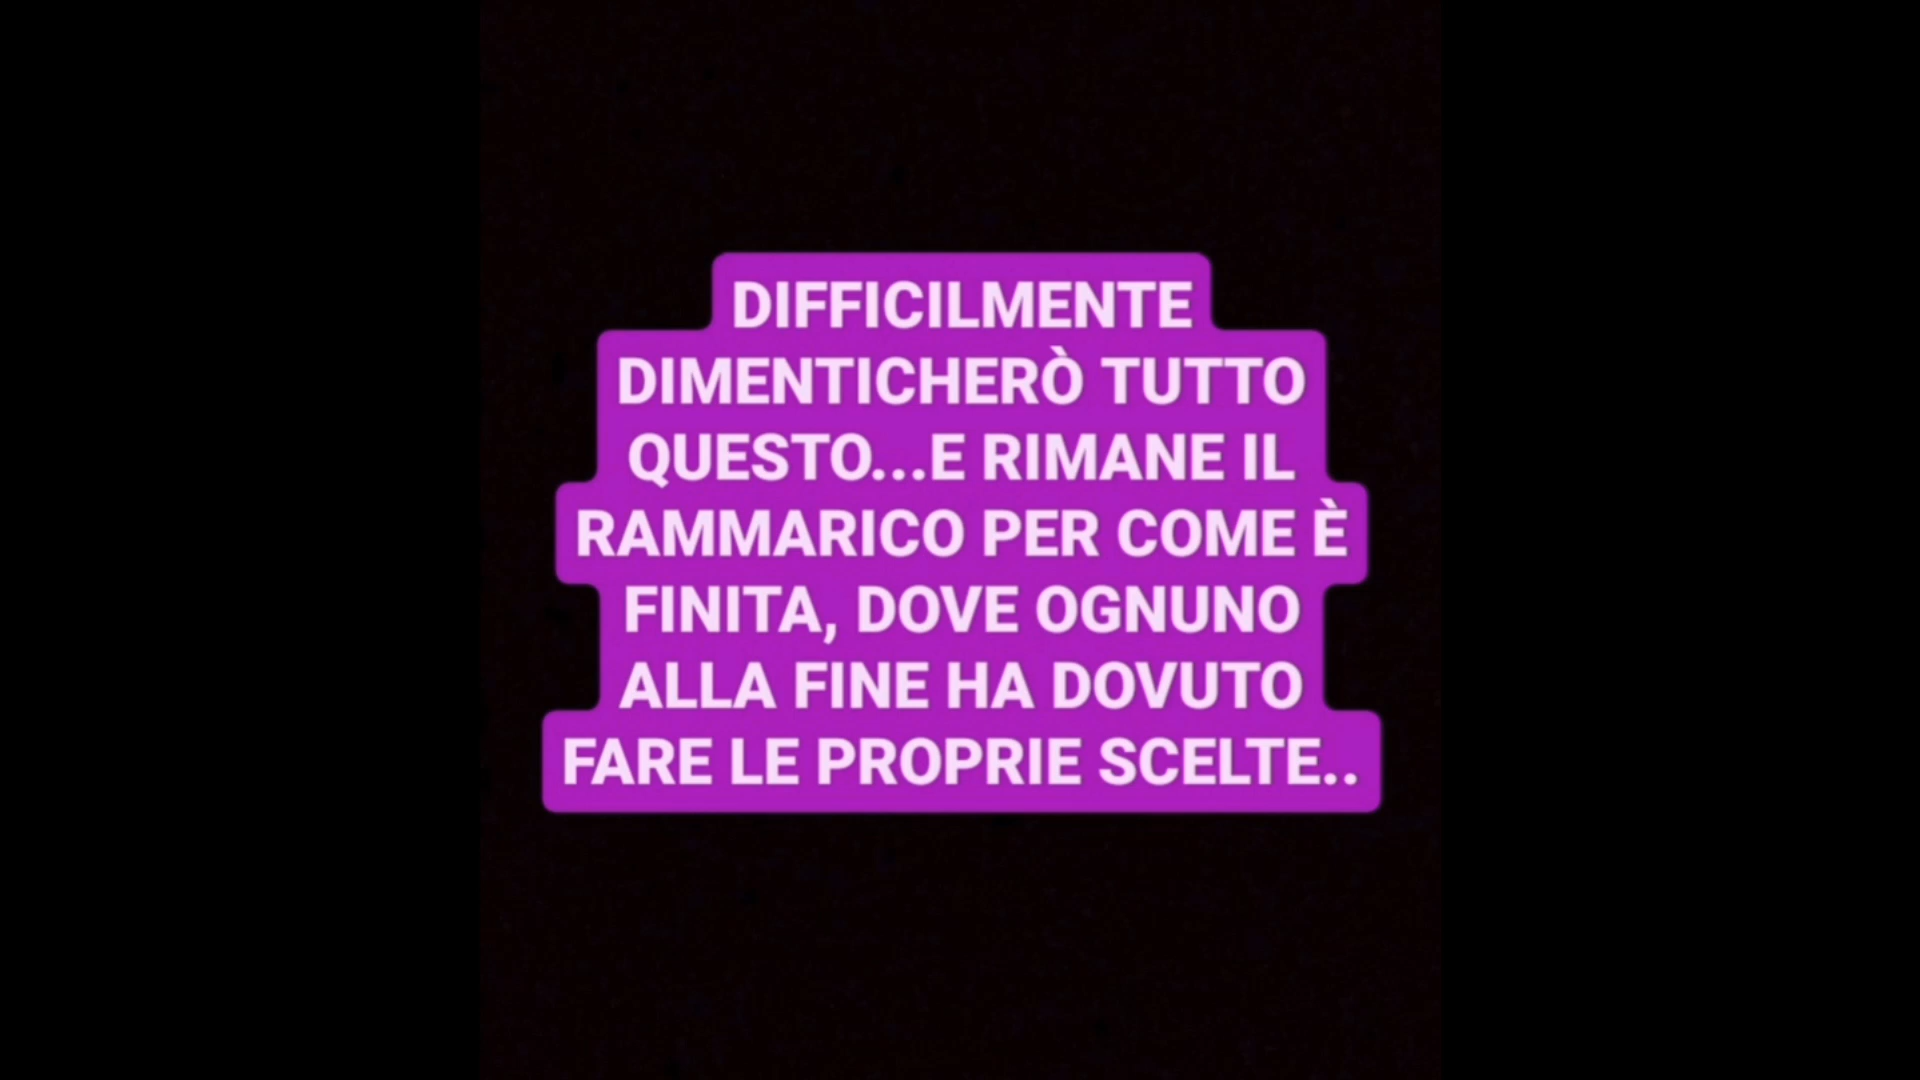 DIFFICILMENTE
DIMENTICHERÒ TUTTO
QUESTO...E RIMANE IL
RAMMARICO PER COME È
FINITA, DOVE OGNUNO
ALLA FINE HA DOVUTO
FARE LE PROPRIE SCELTE..